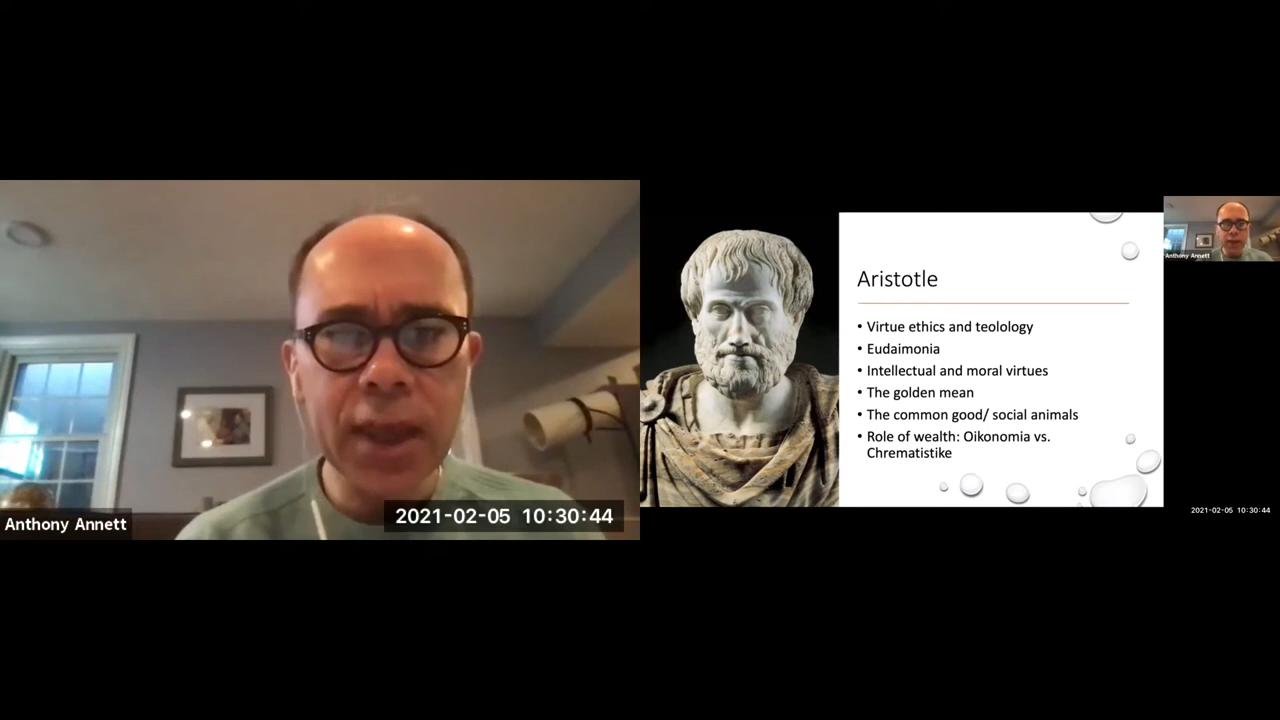 Anthony Annett
2021-02-05 10:30:44
Aristotle
• Virtue ethics and teolology
• Eudaimonia
• Intellectual and moral virtues
• The golden mean
• The common good/ social animals
• Role of wealth: Oikonomia vs.
Chrematistike
Anthony Annett
2021-02-05 10:30:44